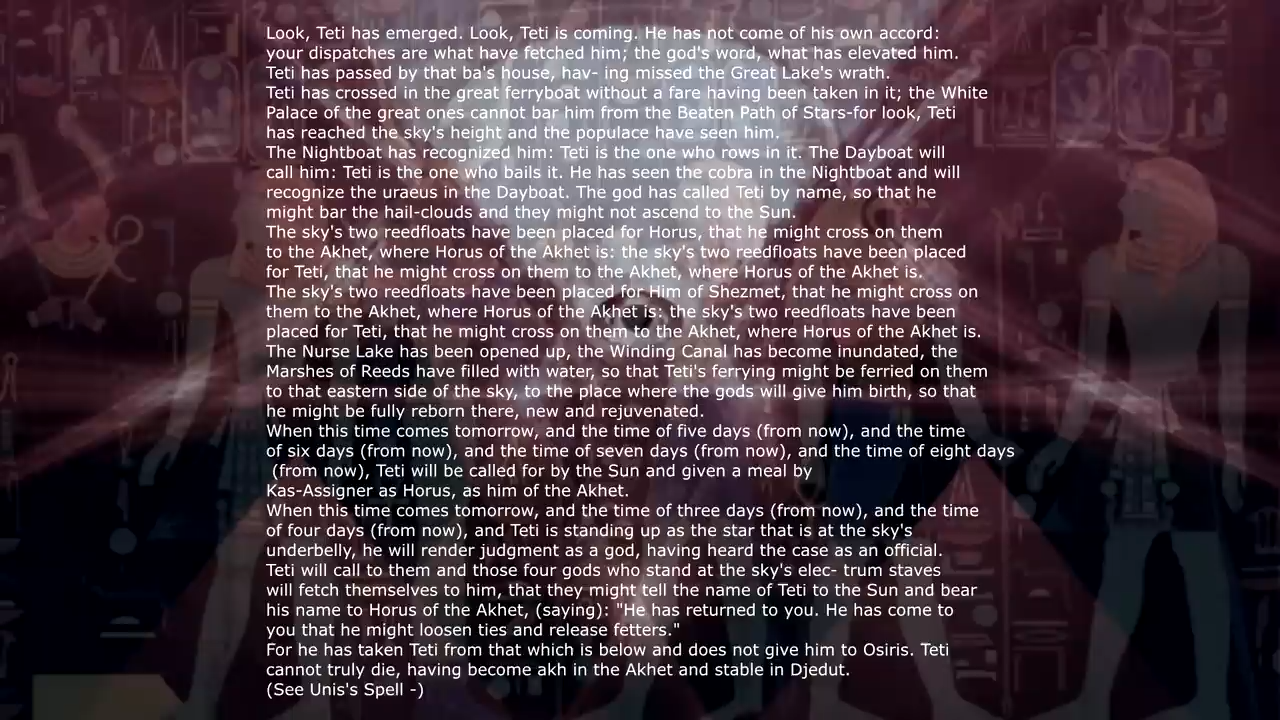 Look, Teti has emerged. Look, Teti is coming. He has not come of his own accord:
your dispatches are what have fetched him; the god's word, what has elevated him.
Teti has passed by that ba's house, hav- ing missed the Great Lake's wrath.
Teti has crossed in the great ferryboat without a fare having been taken in it; the White
Palace of the great ones cannot bar him from the Beaten Path of Stars-for look, Teti
has reached the sky's height and the populace have seen him.
The Nightboat has recognized him: Teti is the one who rows in it. The Dayboat will
call him: Teti is the one who bails it. He has seen the cobra in the Nightboat and will
recognize the uraeus in the Dayboat. The god has called Teti by name, so that he
might bar the hail-clouds and they might not ascend to the Sun.
The sky's two reedfloats have been placed for Horus, that he might cross on them
to the Akhet, where Horus of the Akhet is: the sky's two reedfloats have been placed
for Teti, that he might cross on them to the Akhet, where Horus of the Akhet is.
The sky's two reedfloats have been placed for Him of Shezmet, that he might cross on
them to the Akhet, where Horus of the Akhet is: the sky's two reedfloats have been
placed for Teti, that he might cross on them to the Akhet, where Horus of the Akhet is.
The Nurse Lake has been opened up, the Winding Canal has become inundated, the
Marshes of Reeds have filled with water, so that Teti's ferrying might be ferried on them
to that eastern side of the sky, to the place where the gods will give him birth, so that
he might be fully reborn there, new and rejuvenated.
When this time comes tomorrow, and the time of five days (from now), and the time
of six days (from now), and the time of seven days (from now), and the time of eight days
(from now), Teti will be called for by the Sun and given a meal by
Kas-Assigner as Horus, as him of the Akhet.
When this time comes tomorrow, and the time of three days (from now), and the time
of four days (from now), and Teti is standing up as the star that is at the sky's
underbelly, he will render judgment as a god, having heard the case as an official.
Teti will call to them and those four gods who stand at the sky's elec- trum staves
will fetch themselves to him, that they might tell the name of Teti to the Sun and bear
his name to Horus of the Akhet, (saying): "He has returned to you. He has come to
you that he might loosen ties and release fetters."
For he has taken Teti from that which is below and does not give him to Osiris. Teti
cannot truly die, having become akh in the Akhet and stable in Djedut.
(See Unis's Spell -)